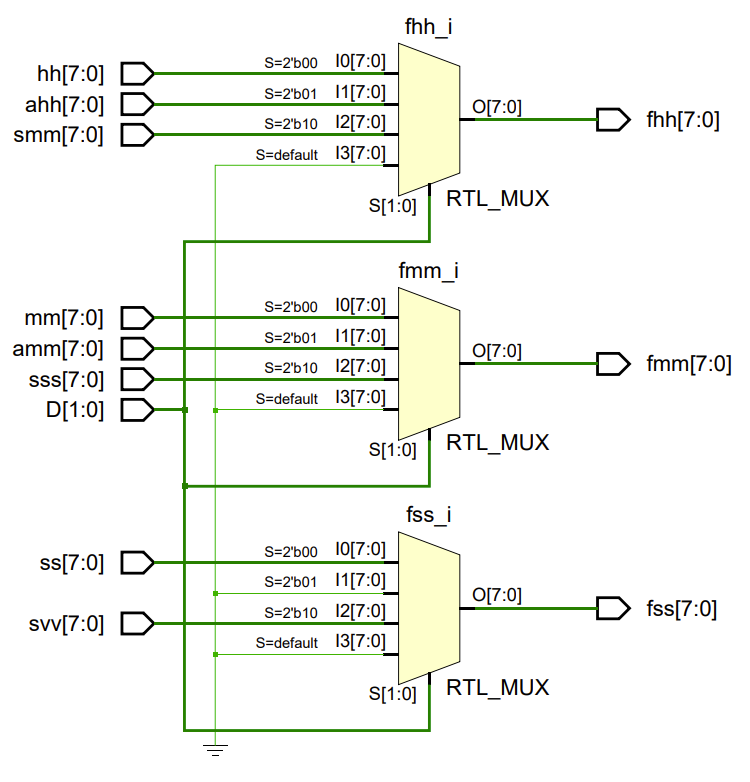 fhh_i
hh[7:0] S=2'b00 I0[7:0]
ahh[7:0] S=2'b01 I1[7:0] O[7:0] fhh[7:0]
smm[7:0] S=2'b10 I2[7:0]
S=default I3[7:0]
S[1:0] RTL_MUX
fmm_i
mm[7:0] S=2'b00 I0[7:0]
amm[7:0] S=2'b01 I1[7:0] O[7:0] fmm[7:0]
sss[7:0] S=2'b10 I2[7:0]
D[1:0] S=default I3[7:0]
S[1:0] RTL_MUX
fss_i
ss[7:0] S=2'b00 I0[7:0]
S=2'b01 I1[7:0] O[7:0] fss[7:0]
svv[7:0] S=2'b10 I2[7:0]
S=default I3[7:0]
S[1:0] RTL_MUX